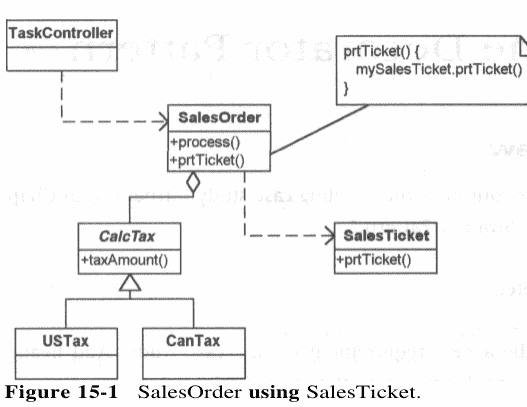 TaskController
prtTicket() {
mySalesTicket.prtTicket()
}
SalesOrder
+process()
+prtTicket()
CalcTax
+taxAmount()
SalesTicket
+prtTicket()
USTax
CanTax
Figure 15-1 SalesOrder using SalesTicket.